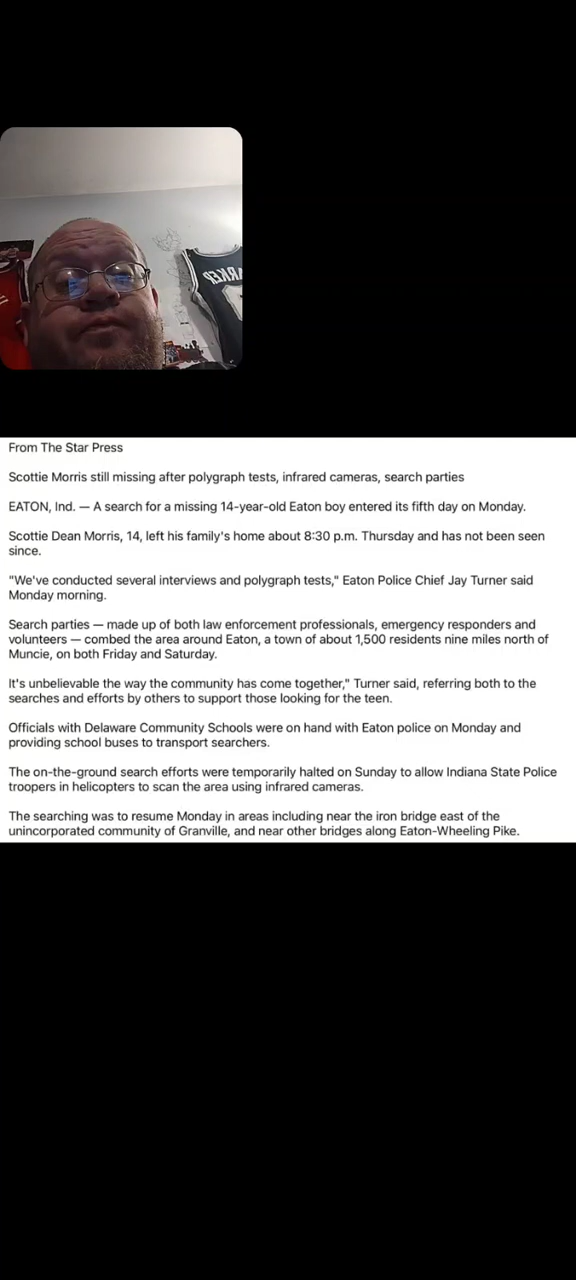 ARKER
From The Star Press
Scottie Morris still missing after polygraph tests, infrared cameras, search parties
EATON, Ind. — A search for a missing 14-year-old Eaton boy entered its fifth day on Monday.
Scottie Dean Morris, 14, left his family's home about 8:30 p.m. Thursday and has not been seen
since.
"We've conducted several interviews and polygraph tests," Eaton Police Chief Jay Turner said
Monday morning.
Search parties — made up of both law enforcement professionals, emergency responders and
volunteers — combed the area around Eaton, a town of about 1,500 residents nine miles north of
Muncie, on both Friday and Saturday.
It's unbelievable the way the community has come together," Turner said, referring both to the
searches and efforts by others to support those looking for the teen.
Officials with Delaware Community Schools were on hand with Eaton police on Monday and
providing school buses to transport searchers.
The on-the-ground search efforts were temporarily halted on Sunday to allow Indiana State Police
troopers in helicopters to scan the area using infrared cameras.
The searching was to resume Monday in areas including near the iron bridge east of the
unincorporated community of Granville, and near other bridges along Eaton-Wheeling Pike.